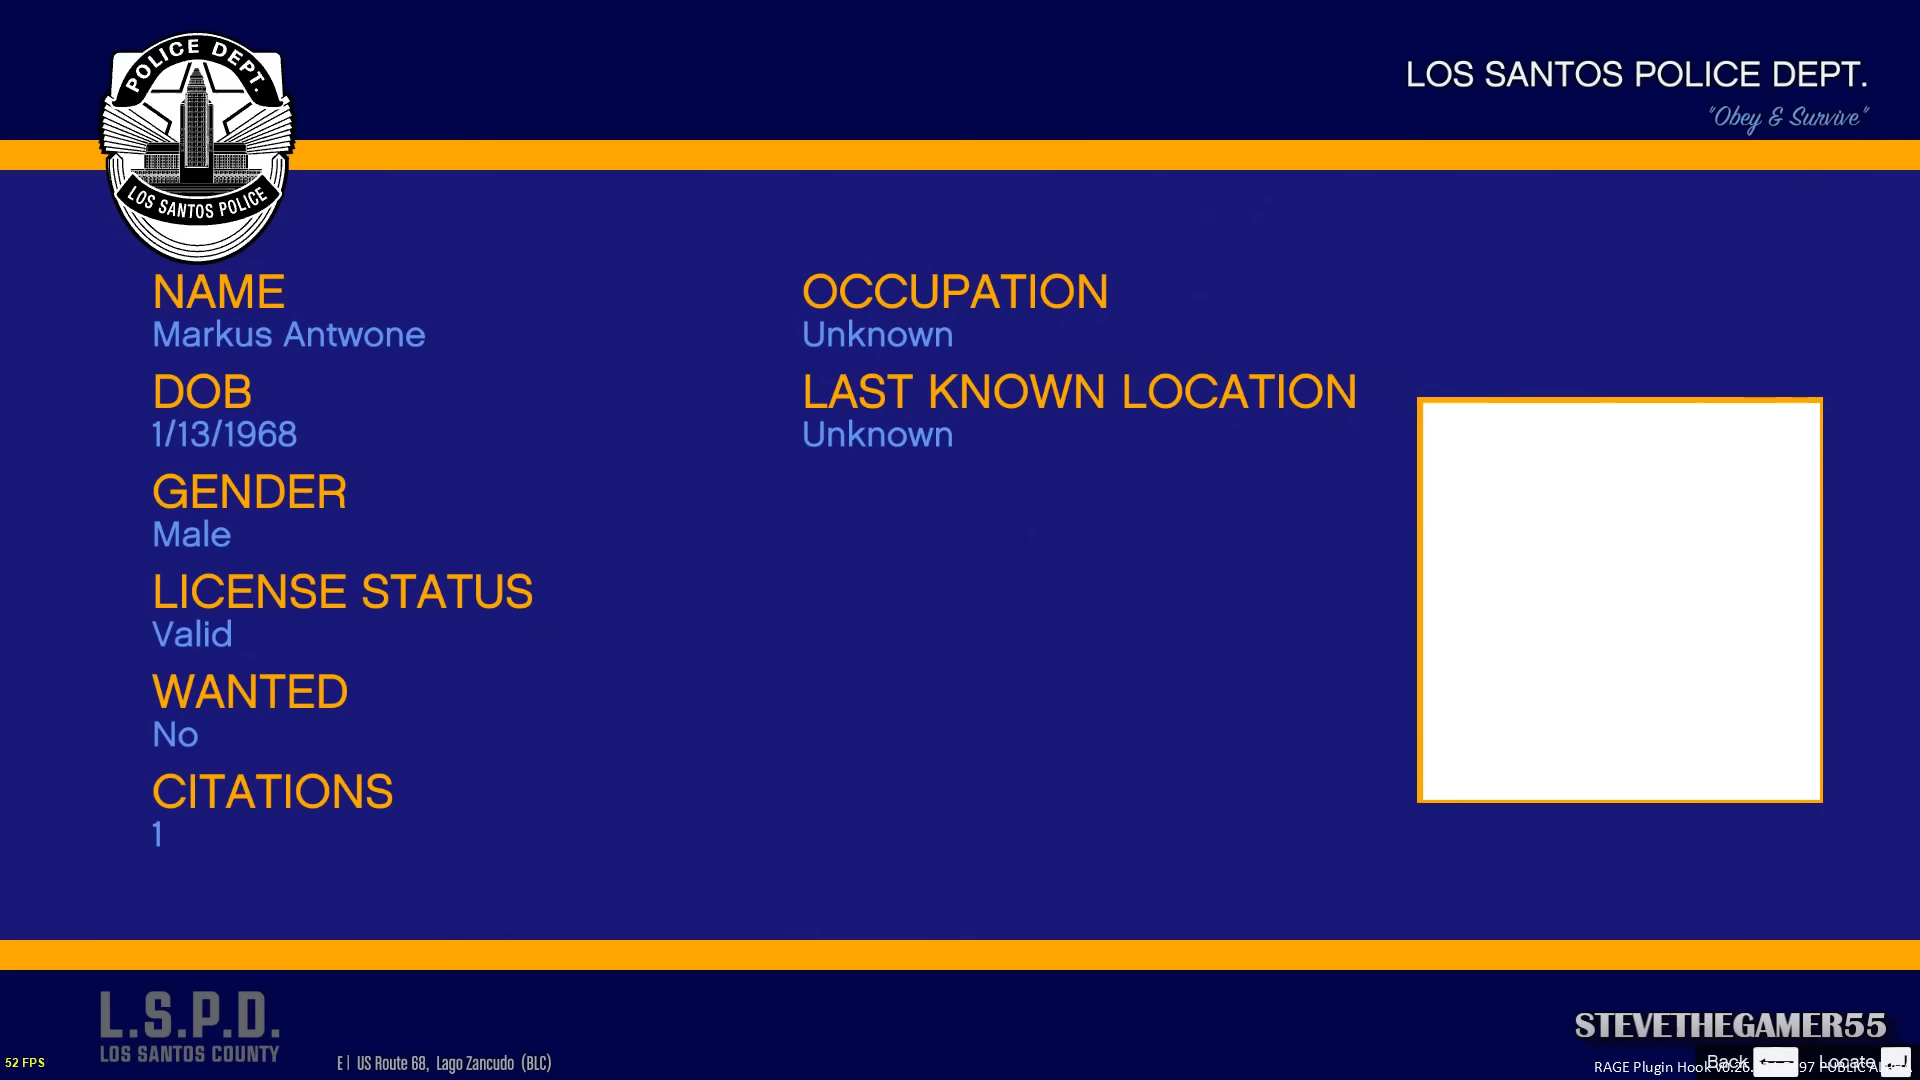 POLICE DEPT.
LOS SANTOS POLICE
LOS SANTOS POLICE DEPT.
"Obey & Survive"
NAME
Markus Antwone
DOB
1/13/1968
GENDER
Male
LICENSE STATUS
Valid
WANTED
No
CITATIONS
1
OCCUPATION
Unknown
LAST KNOWN LOCATION
Unknown
L.S.P.D.
LOS SANTOS COUNTY
52 FPS
E | US Route 68, Lago Zancudo (BLC)
STEVETHEGAMER55
Back Locate
RAGE Plugin Hook PUBLIC